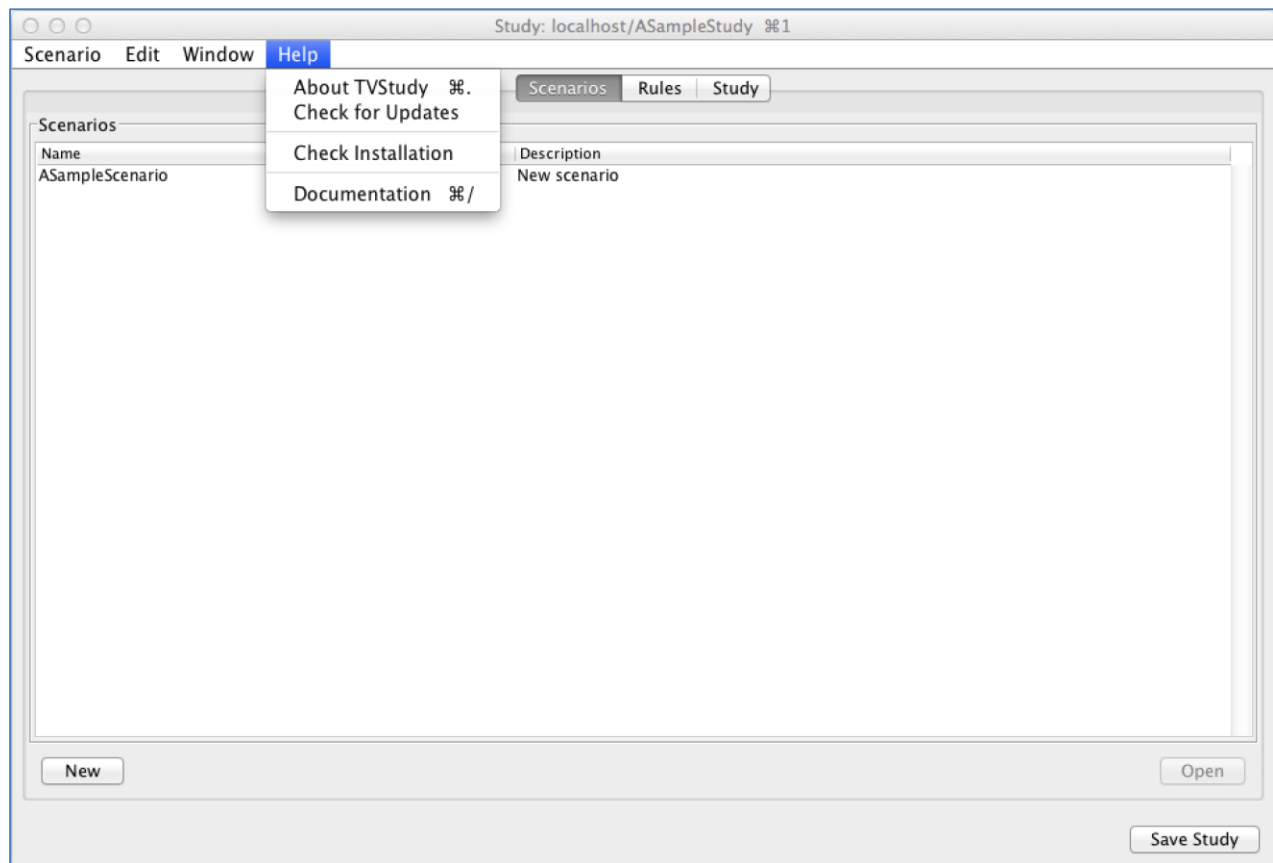 Study: localhost/ASampleStudy ⌘1
Scenario Edit Window Help
About TVStudy ⌘.
Check for Updates
Check Installation
Documentation ⌘/
Scenarios Rules Study
Scenarios
Name Description
ASampleScenario New scenario
New Open
Save Study